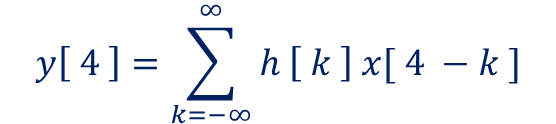 y[ 4 ] = ∑_{k=−∞}^{∞} h [ k ] x[ 4 − k ]